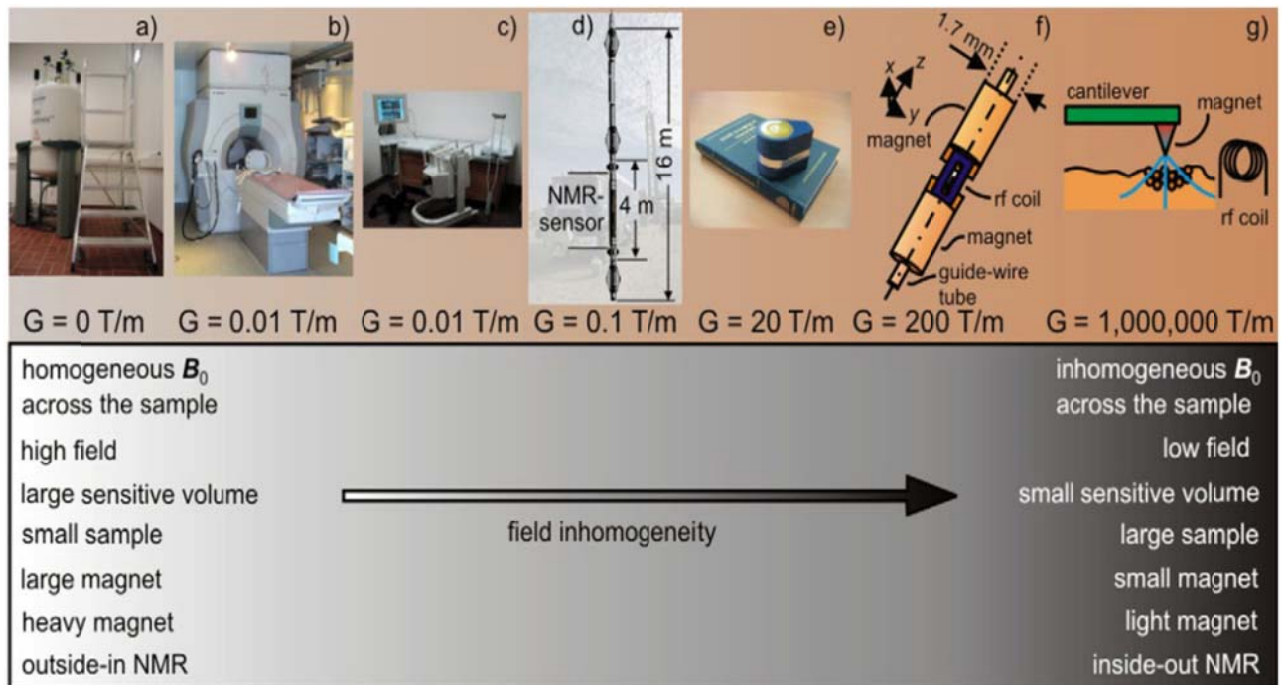 a)
b)
c)
d)
e)
f)
g)
NMR-
sensor
4 m
16 m
1.7 mm
x
z
y
magnet
rf coil
magnet
guide-wire
tube
cantilever
magnet
rf coil
G = 0 T/m
G = 0.01 T/m
G = 0.01 T/m
G = 0.1 T/m
G = 20 T/m
G = 200 T/m
G = 1,000,000 T/m
homogeneous B₀
across the sample
high field
large sensitive volume
small sample
large magnet
heavy magnet
outside-in NMR
field inhomogeneity
inhomogeneous B₀
across the sample
low field
small sensitive volume
large sample
small magnet
light magnet
inside-out NMR